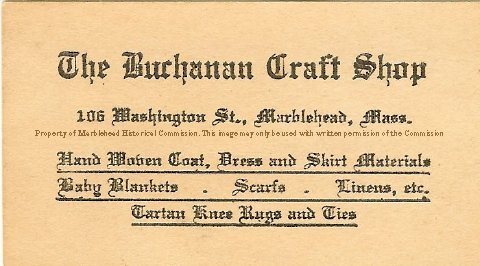 The Buchanan Craft Shop
106 Washington St., Marblehead, Mass.
Property of Marblehead Historical Commission. This image may only be used with written permission of the Commission
Hand Woven Coat, Dress and Skirt Materials
Baby Blankets . Scarfs . Linens, etc.
Tartan Knee Rugs and Ties